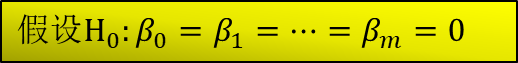 假设H₀: β₀ = β₁ = ⋯ = βₘ = 0